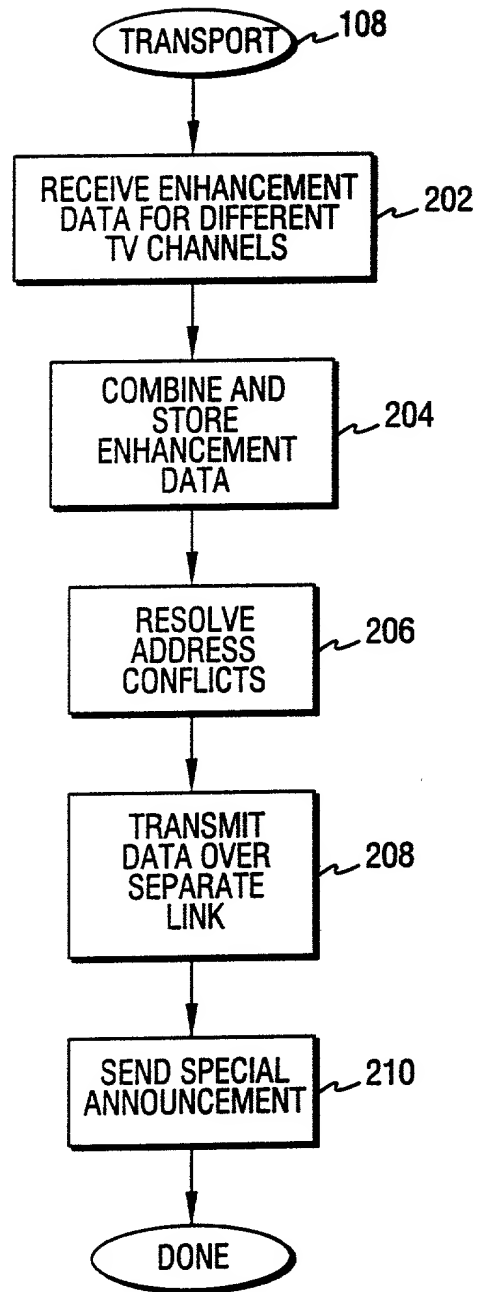 TRANSPORT 108
RECEIVE ENHANCEMENT
DATA FOR DIFFERENT
TV CHANNELS
202
COMBINE AND
STORE
ENHANCEMENT
DATA
204
RESOLVE
ADDRESS
CONFLICTS
206
TRANSMIT
DATA OVER
SEPARATE
LINK
208
SEND SPECIAL
ANNOUNCEMENT
210
DONE